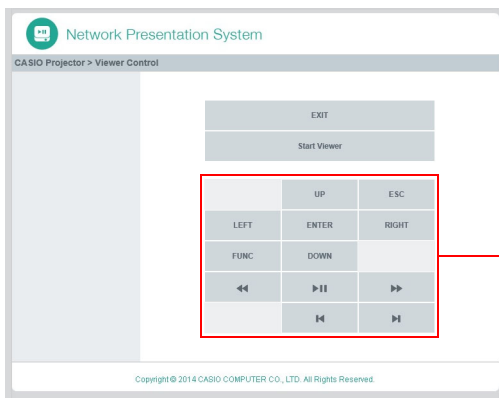 Network Presentation System
CASIO Projector > Viewer Control
EXIT
Start Viewer
UP ESC
LEFT ENTER RIGHT
FUNC DOWN
Copyright © 2014 CASIO COMPUTER CO., LTD. All Rights Reserved.